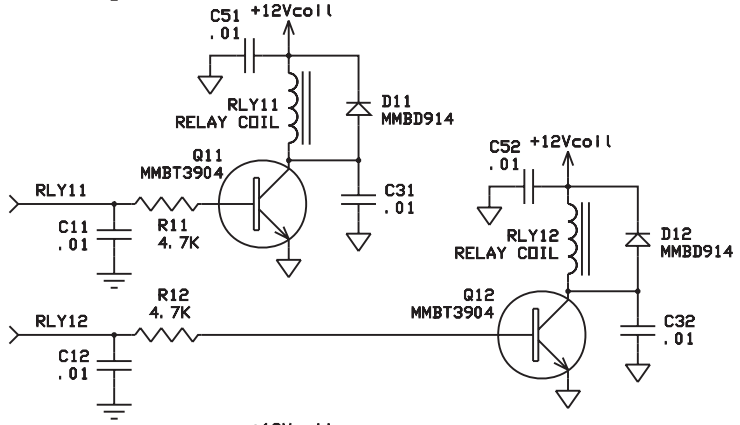 C51
.01
+12Vcoil
RLY11
RELAY COIL
D11
MMBD914
Q11
MMBT3904
RLY11
C11
.01
R11
4.7K
C31
.01
C52
.01
+12Vcoil
RLY12
RELAY COIL
D12
MMBD914
RLY12
R12
4.7K
Q12
MMBT3904
C12
.01
C32
.01